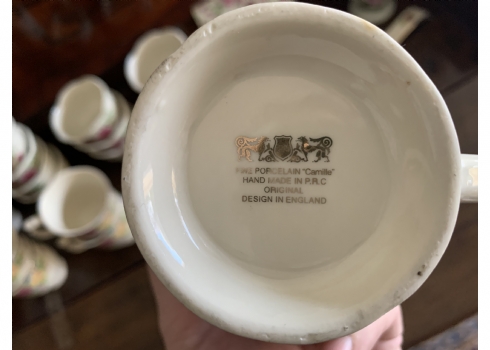 FINE PORCELAIN "Camille"
HAND MADE IN P.R.C
ORIGINAL
DESIGN IN ENGLAND